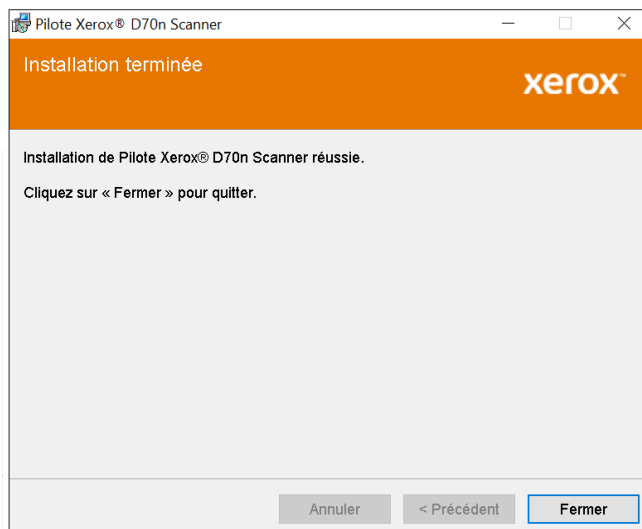 Pilote Xerox® D70n Scanner
Installation terminée
xerox™
Installation de Pilote Xerox® D70n Scanner réussie.
Cliquez sur « Fermer » pour quitter.
Annuler
< Précédent
Fermer